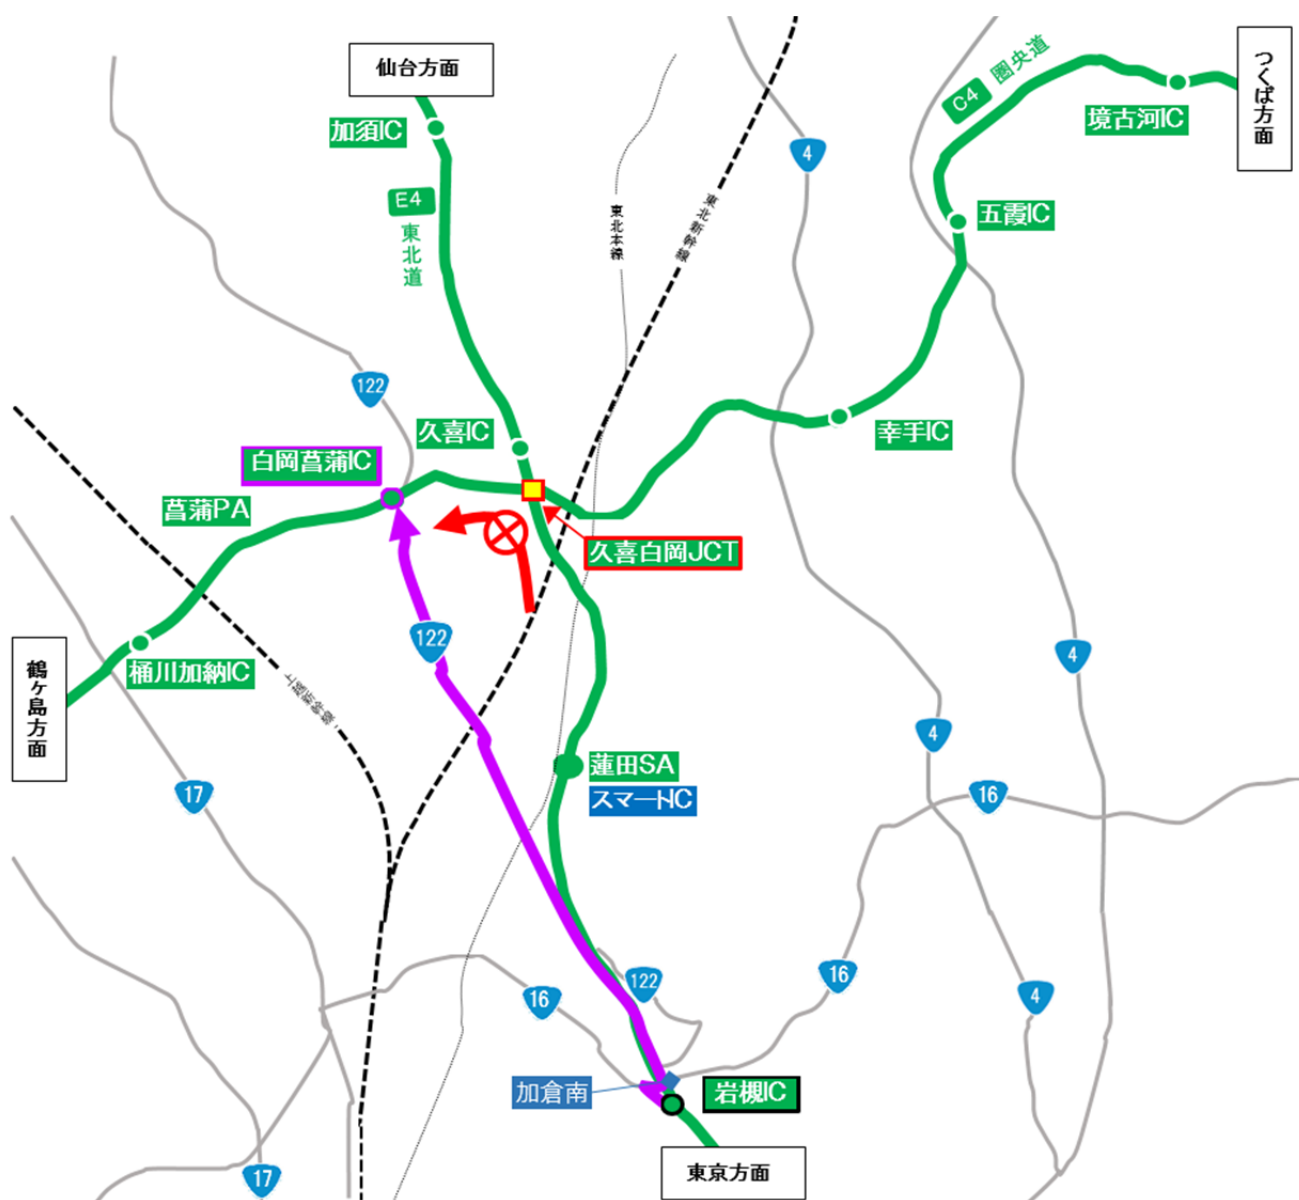 仙台方面
つくば方面
C4 圏央道
加須IC
境古河IC
4
E4
東北道
東北本線
東北新幹線
五霞IC
122
久喜IC
幸手IC
白岡菖蒲IC
菖蒲PA
久喜白岡JCT
122
鶴ヶ島方面
桶川加納IC
上越新幹線
4
4
蓮田SA
スマートIC
17
16
122
16
16
4
加倉南
岩槻IC
東京方面
17